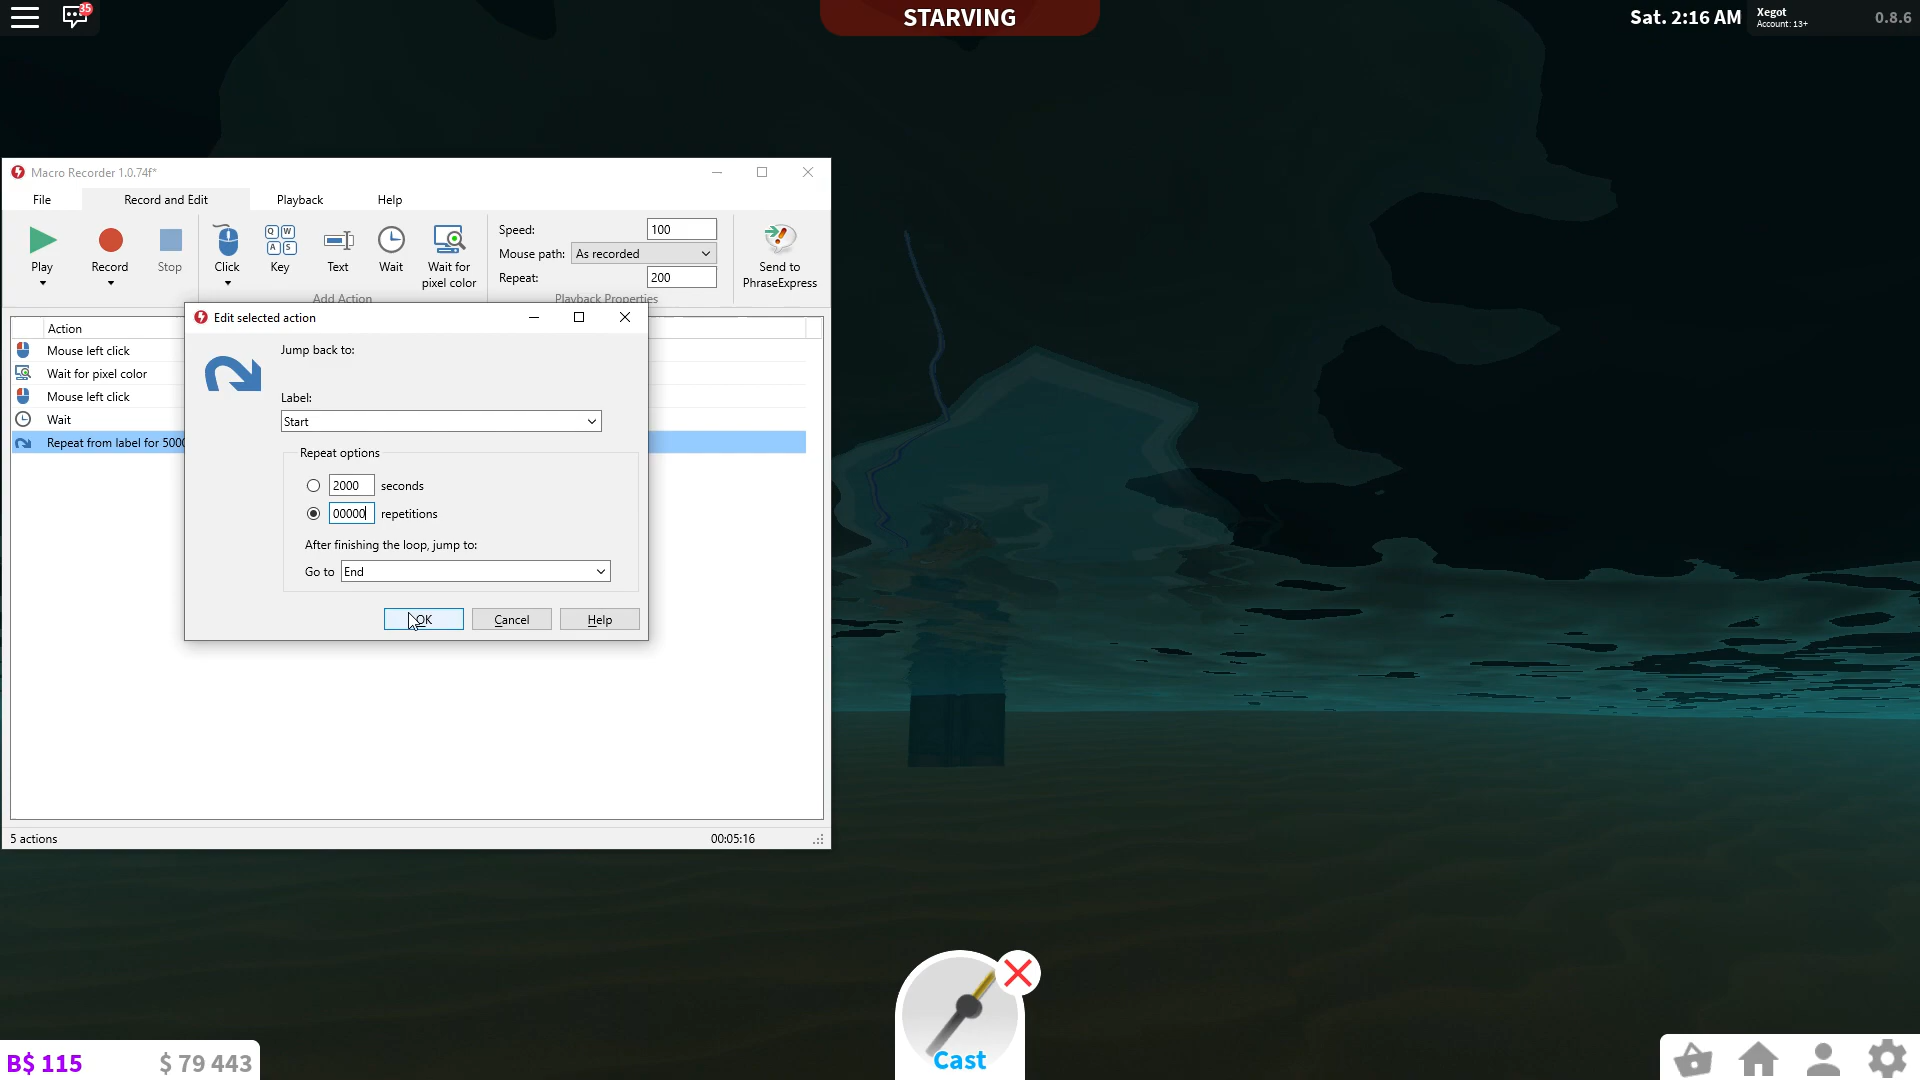 35
STARVING
Sat. 2:16 AM
Xegot
Account: 13+
0.8.6
Macro Recorder 1.0.74f*
File
Record and Edit
Playback
Help
Play
Record
Stop
Click
Q W A S
Key
Text
Wait
Wait for
pixel color
Add Action
Speed:
100
Mouse path:
As recorded
Repeat:
200
Playback Properties
Send to
PhraseExpress
Action
Mouse left click
Wait for pixel color
Mouse left click
Wait
Repeat from label for 5000
Edit selected action
Jump back to:
Label:
Start
Repeat options
2000
seconds
00000
repetitions
After finishing the loop, jump to:
Go to
End
OK
Cancel
Help
5 actions
00:05:16
Cast
B$ 115
$ 79 443